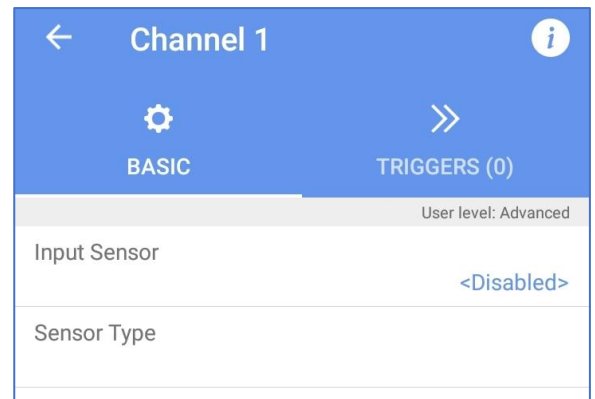 Channel 1
BASIC
TRIGGERS (0)
User level: Advanced
Input Sensor
<Disabled>
Sensor Type